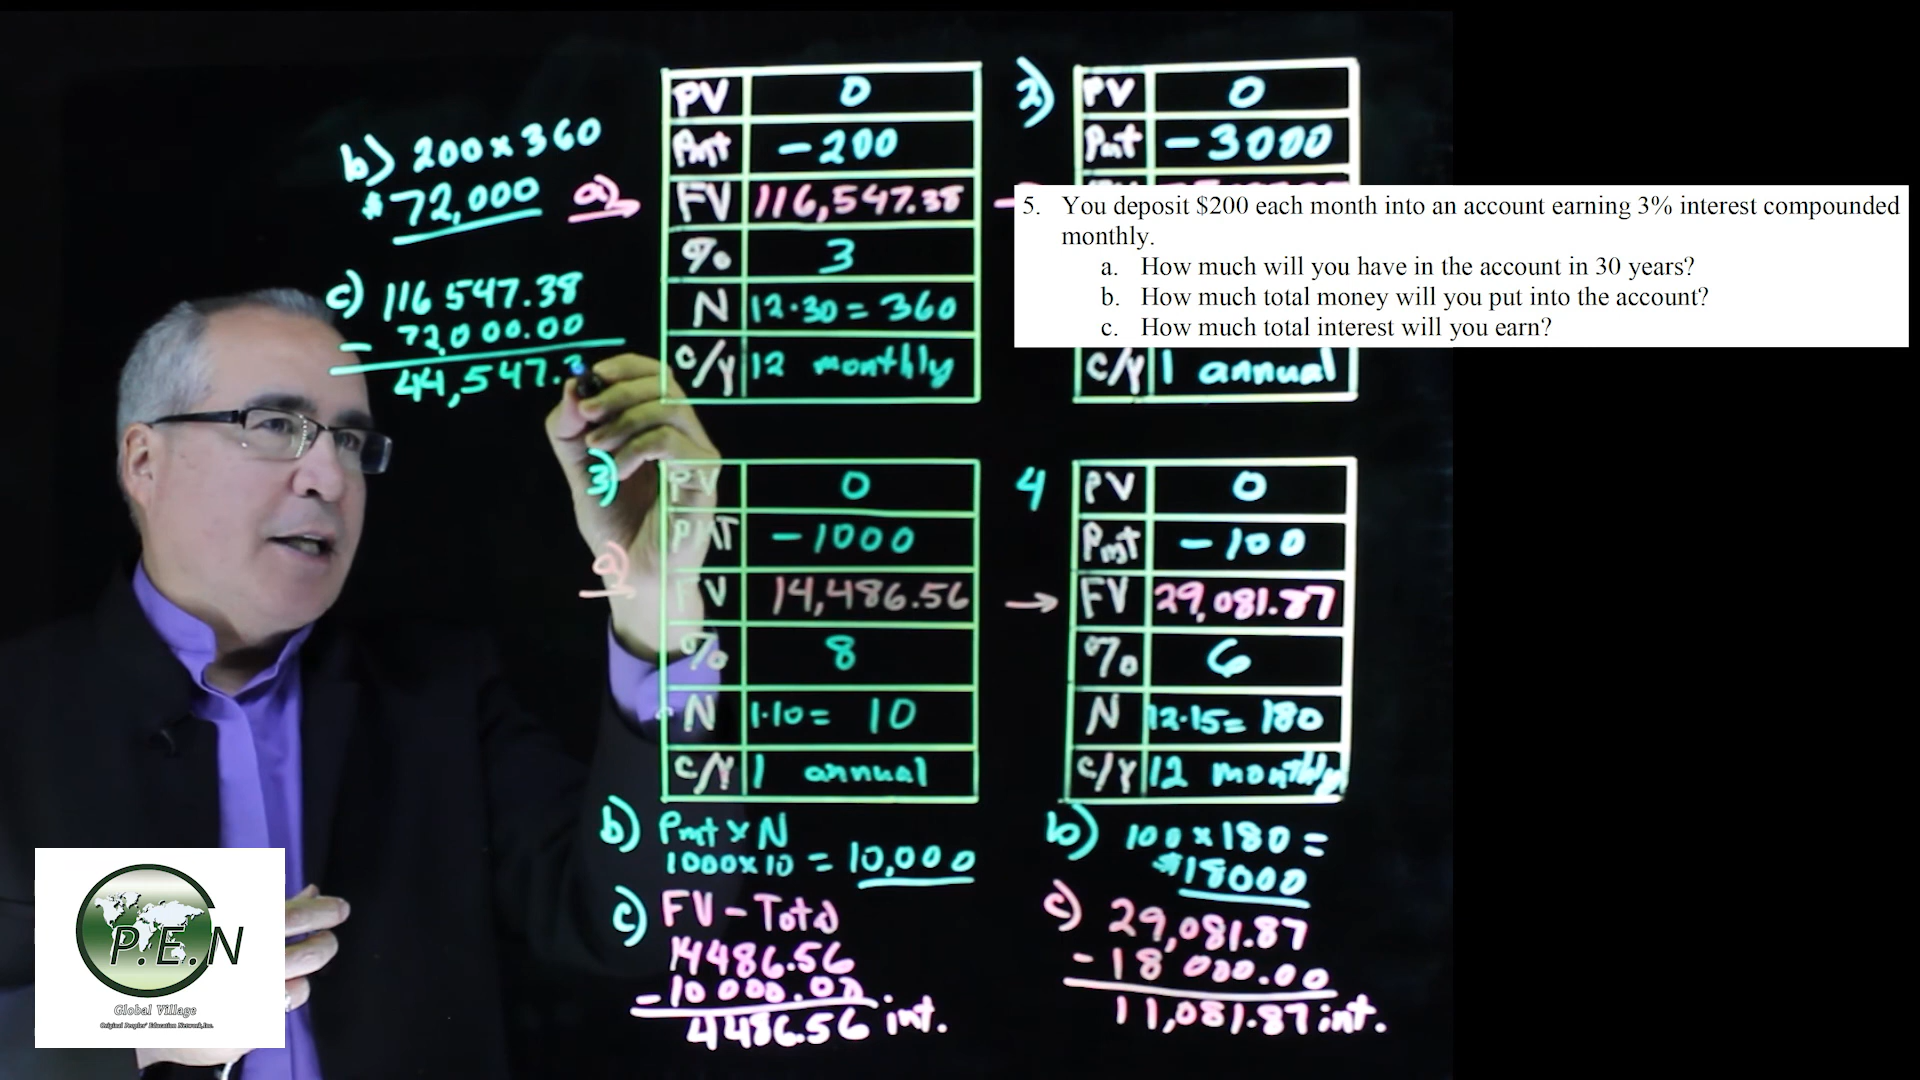 b) 200 x 360
$72,000
c) 116 547.38
- 72,000.00
44,547.3
a)
PV 0
Pmt -200
FV 116,547.38
% 3
N 12·30 = 360
c/y 12 monthly
2)
PV 0
Pmt -3000
c/y 1 annual
5. You deposit $200 each month into an account earning 3% interest compounded
monthly.
a. How much will you have in the account in 30 years?
b. How much total money will you put into the account?
c. How much total interest will you earn?
3)
a)
PV 0
PMT -1000
FV 14,486.56
% 8
N 1·10= 10
c/y 1 annual
b) Pmt x N
1000x10 = 10,000
c) FV - Total
14486.56
- 10 000.00
4486.56 int.
4
PV 0
Pmt -100
FV 29,081.87
% 6
N 12·15= 180
c/y 12 monthly
b) 100 x 180 =
$18000
c) 29,081.87
- 18 000.00
11,081.87 int.
P.E.N
Global Village
Original Peoples' Education Network, Inc.